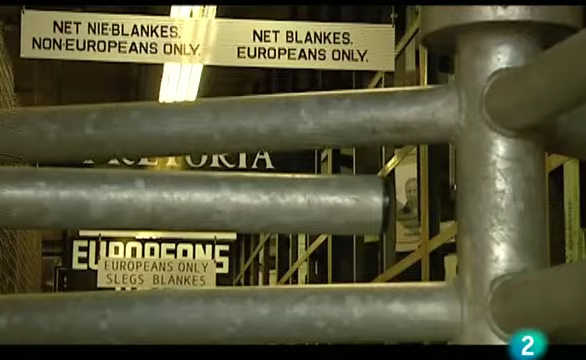 NET NIE-BLANKES. NET BLANKES.
NON-EUROPEANS ONLY. EUROPEANS ONLY.
PRETORIA
EUROPEANS
EUROPEANS ONLY
SLEGS BLANKES
2